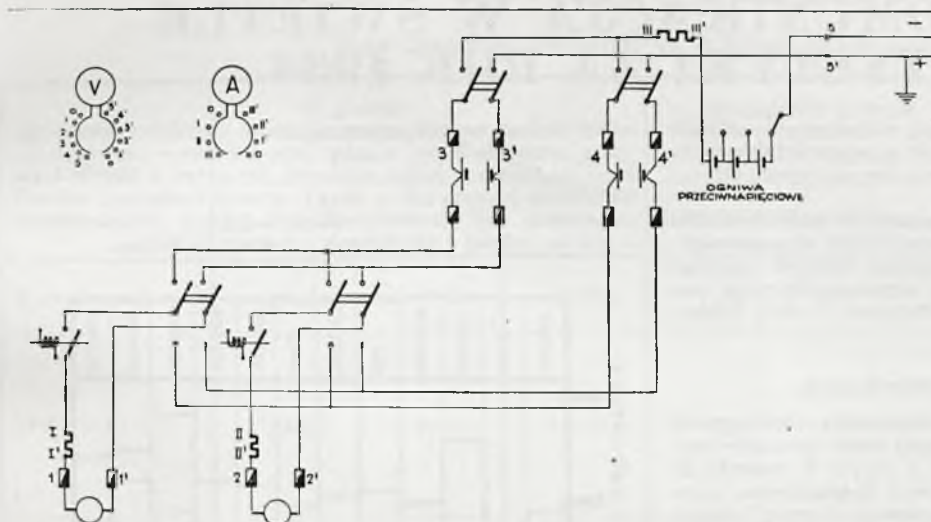 III III'
5 −
5' +
V A
3 3' 4 4'
OGNIWA
PRZECIWNAPIĘCIOWE
I
I'
II
II'
1 1' 2 2'